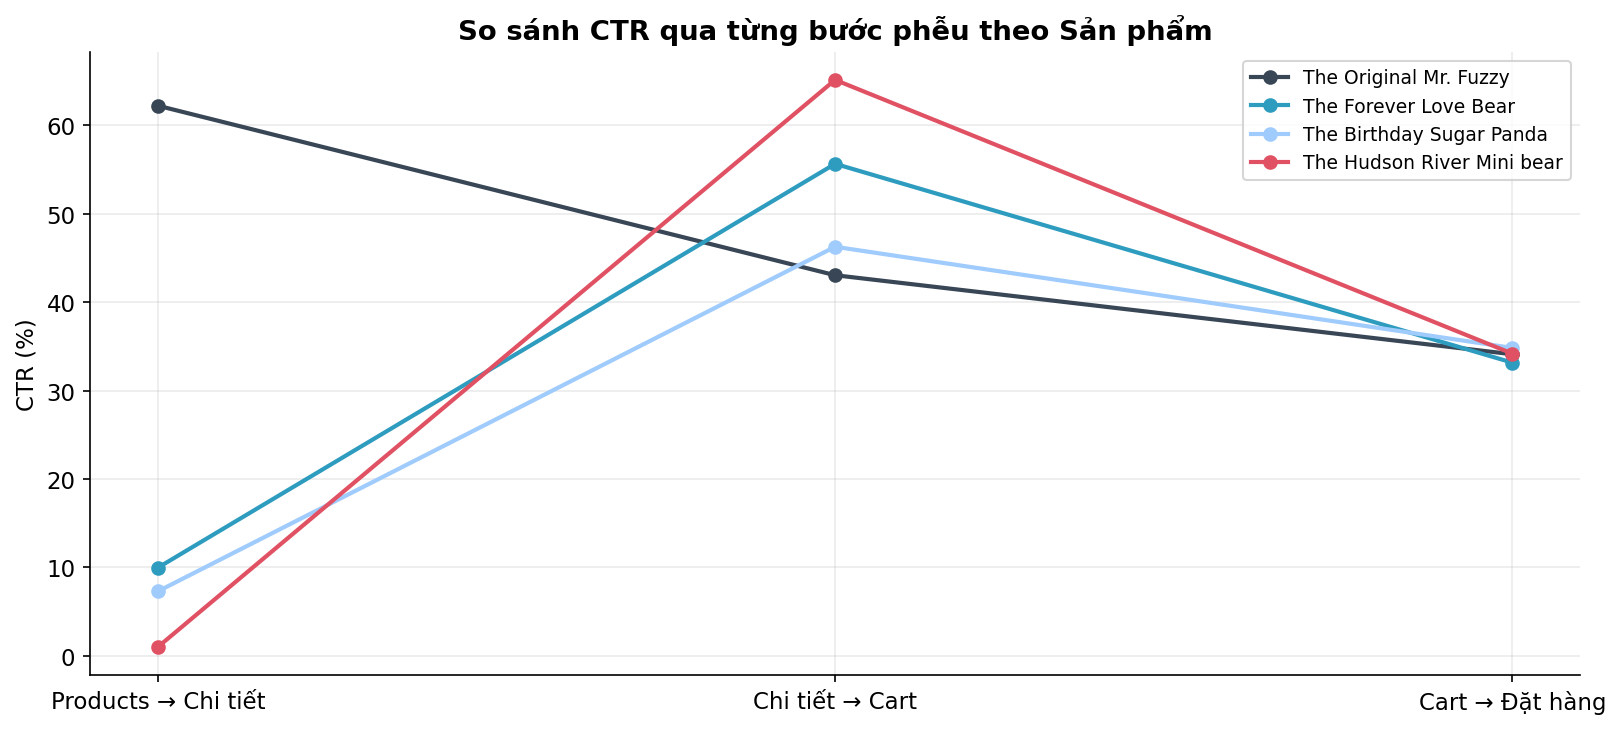 So sánh CTR qua từng bước phễu theo Sản phẩm
The Original Mr. Fuzzy
The Forever Love Bear
The Birthday Sugar Panda
The Hudson River Mini bear
CTR (%)
60
50
40
30
20
10
0
Products → Chi tiết
Chi tiết → Cart
Cart → Đặt hàng